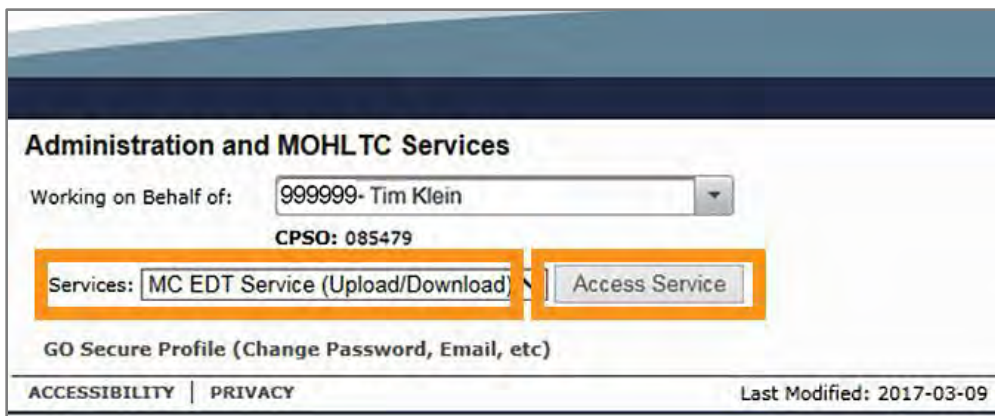 Administration and MOHLTC Services
Working on Behalf of: 999999- Tim Klein
CPSO: 085479
Services: MC EDT Service (Upload/Download) Access Service
GO Secure Profile (Change Password, Email, etc)
ACCESSIBILITY | PRIVACY Last Modified: 2017-03-09